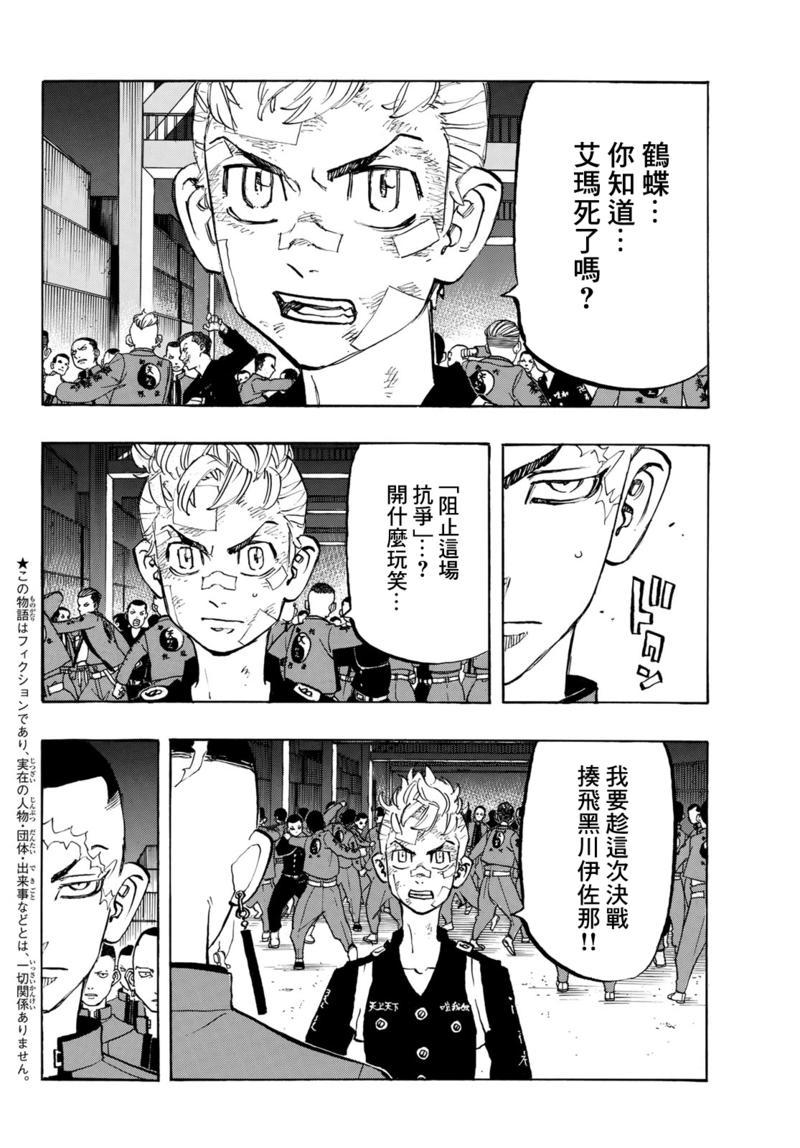 鶴蝶…
你知道…
艾瑪死了嗎?
ドクン
「阻止這場
抗爭」…?
開什麼玩笑…
我要趁這次決戰
揍飛黑川伊佐那!!
天上天下
唯我独尊
★この物語はフィクションであり、実在の人物・団体・出来事などとは、一切関係ありません。